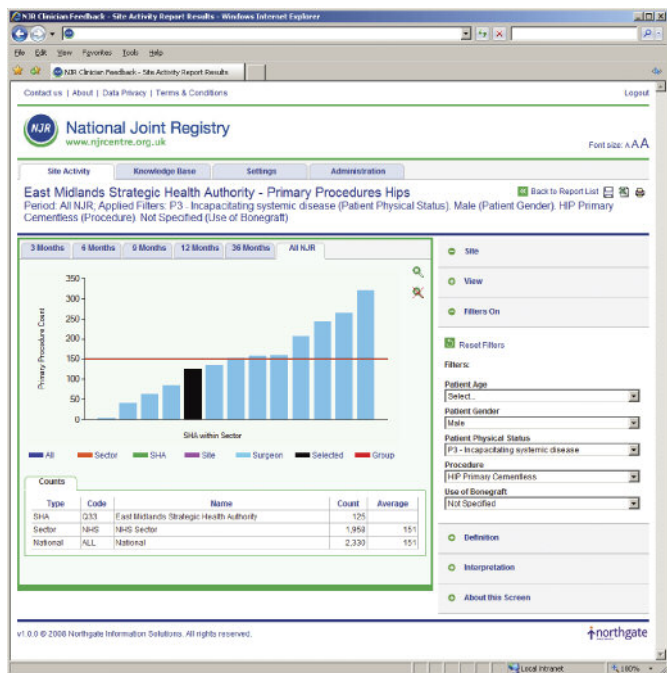 NJR Clinician Feedback - Site Activity Report Results - Windows Internet Explorer
File Edit View Favorites Tools Help
NJR Clinician Feedback - Site Activity Report Results
Contact us | About | Data Privacy | Terms & Conditions
Logout
NJR
National Joint Registry
www.njrcentre.org.uk
Font size: A A A
Site Activity Knowledge Base Settings Administration
East Midlands Strategic Health Authority - Primary Procedures Hips
Back to Report List
Period: All NJR; Applied Filters: P3 - Incapacitating systemic disease (Patient Physical Status). Male (Patient Gender). HIP Primary
Cementless (Procedure). Not Specified (Use of Bonegraft)
3 Months 6 Months 9 Months 12 Months 36 Months All NJR
350
300
250
200
150
100
50
0
Primary Procedure Count
SHA within Sector
All Sector SHA Site Surgeon Selected Group
Counts
Type Code Name Count Average
SHA Q33 East Midlands Strategic Health Authority 125
Sector NHS NHS Sector 1,958 151
National ALL National 2,330 151
Site
View
Filters On
Reset Filters
Filters:
Patient Age
Select...
Patient Gender
Male
Patient Physical Status
P3 - Incapacitating systemic disease
Procedure
HIP Primary Cementless
Use of Bonegraft
Not Specified
Definition
Interpretation
About this Screen
v1.0.0 © 2008 Northgate Information Solutions. All rights reserved.
northgate
Local intranet
100%